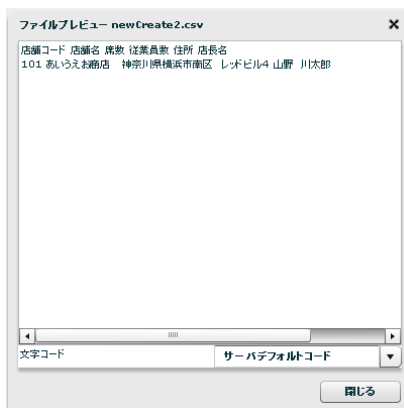 ファイルプレビュー newCreate2.csv
店舗コード 店舗名 席数 従業員数 住所 店長名
101 あいうえお商店 神奈川県横浜市南区 レッドビル4 山野 川太郎
文字コード サーバデフォルトコード
閉じる